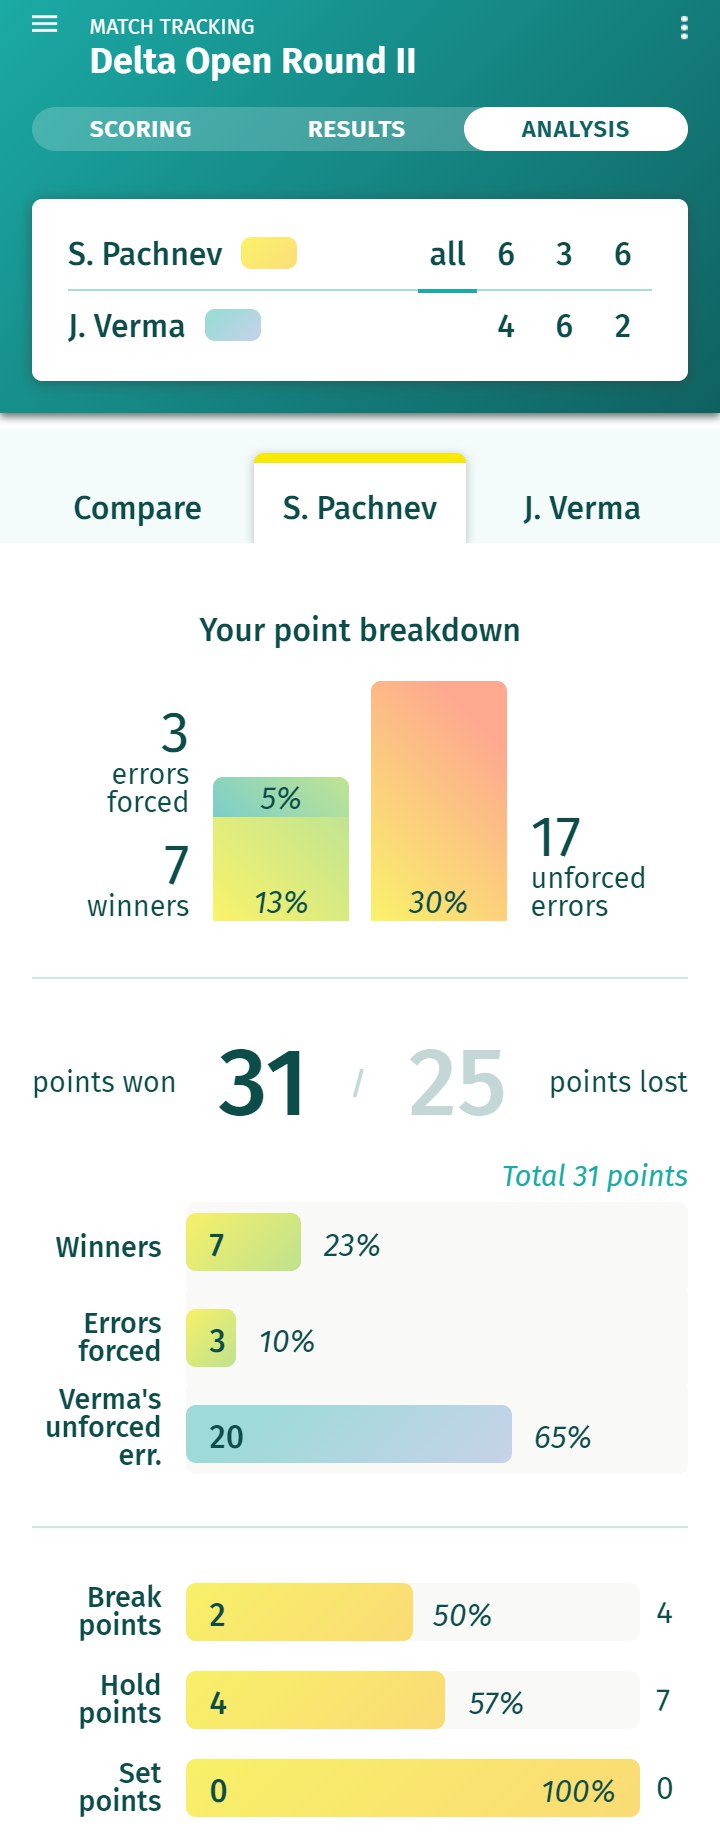 MATCH TRACKING
Delta Open Round II
SCORING RESULTS ANALYSIS
S. Pachnev all 6 3 6
J. Verma 4 6 2
Compare S. Pachnev J. Verma
Your point breakdown
3
errors
forced
5%
7
winners
13%
30%
17
unforced
errors
points won 31 / 25 points lost
Total 31 points
Winners 7 23%
Errors
forced
3 10%
Verma's
unforced
err.
20 65%
Break
points
2 50% 4
Hold
points
4 57% 7
Set
points
0 100% 0